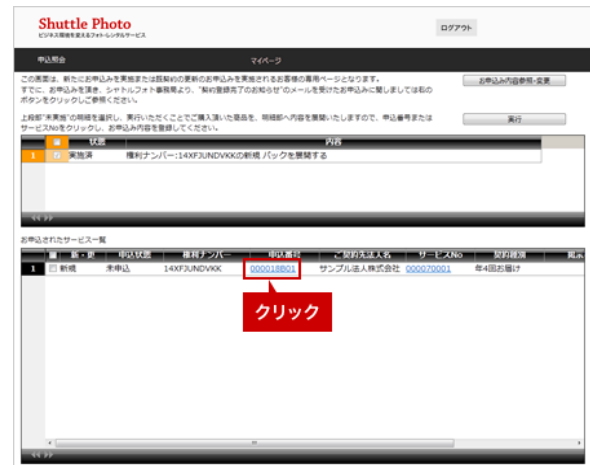 Shuttle Photo
ビジネス環境を変えるフォト・レンタルサービス
ログアウト
申込照会
マイページ
この画面は、新たにお申込みを実施または既契約の更新のお申込みを実施されるお客様の専用ページとなります。
すでに、お申込みを頂き、シャトルフォト事務局より、"契約登録完了のお知らせ"のメールを受けたお申込みに関しましては右の
ボタンをクリックしご参照ください。
お申込み内容参照・変更
上段部"未実施"の明細を選択し、実行いただくことでご購入頂いた商品を、明細部へ内容を展開いたしますので、申込番号または
サービスNoをクリックし、お申込み内容を登録してください。
実行
状態 内容
1 実施済 権利ナンバー:14XFJUNDVKKの新規 パックを展開する
お申込されたサービス一覧
新・更 申込状態 権利ナンバー 申込番号 ご契約先法人名 サービスNo 契約種別
1 新規 未申込 14XFJUNDVKK 000018B01 サンプル法人株式会社 000070001 年4回お届け
クリック